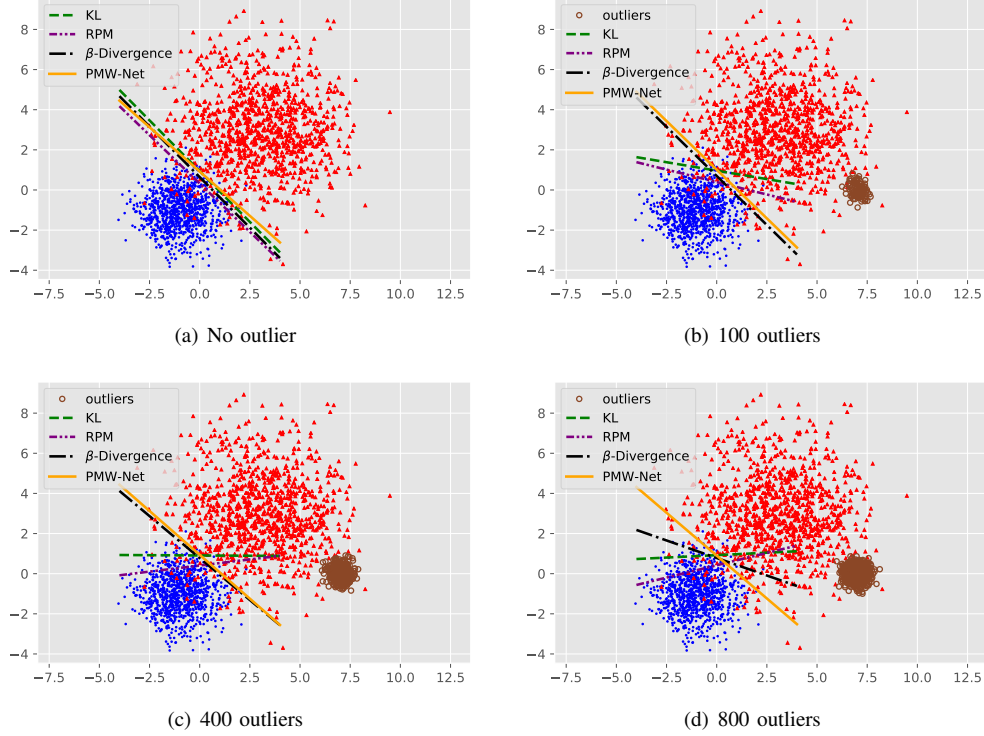 KL
RPM
β-Divergence
PMW-Net
8
6
4
2
0
−2
−4
−7.5 −5.0 −2.5 0.0 2.5 5.0 7.5 10.0 12.5
(a) No outlier
outliers
KL
RPM
β-Divergence
PMW-Net
8
6
4
2
0
−2
−4
−7.5 −5.0 −2.5 0.0 2.5 5.0 7.5 10.0 12.5
(b) 100 outliers
outliers
KL
RPM
β-Divergence
PMW-Net
8
6
4
2
0
−2
−4
−7.5 −5.0 −2.5 0.0 2.5 5.0 7.5 10.0 12.5
(c) 400 outliers
outliers
KL
RPM
β-Divergence
PMW-Net
8
6
4
2
0
−2
−4
−7.5 −5.0 −2.5 0.0 2.5 5.0 7.5 10.0 12.5
(d) 800 outliers